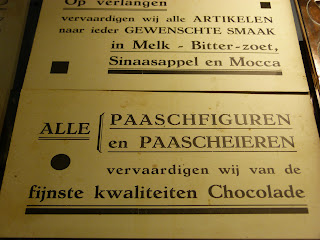 Op verlangen
vervaardigen wij alle ARTIKELEN
naar ieder GEWENSCHTE SMAAK
in Melk - Bitter-zoet,
Sinaasappel en Mocca
ALLE PAASCHFIGUREN
en PAASCHEIEREN
vervaardigen wij van de
fijnste kwaliteiten Chocolade